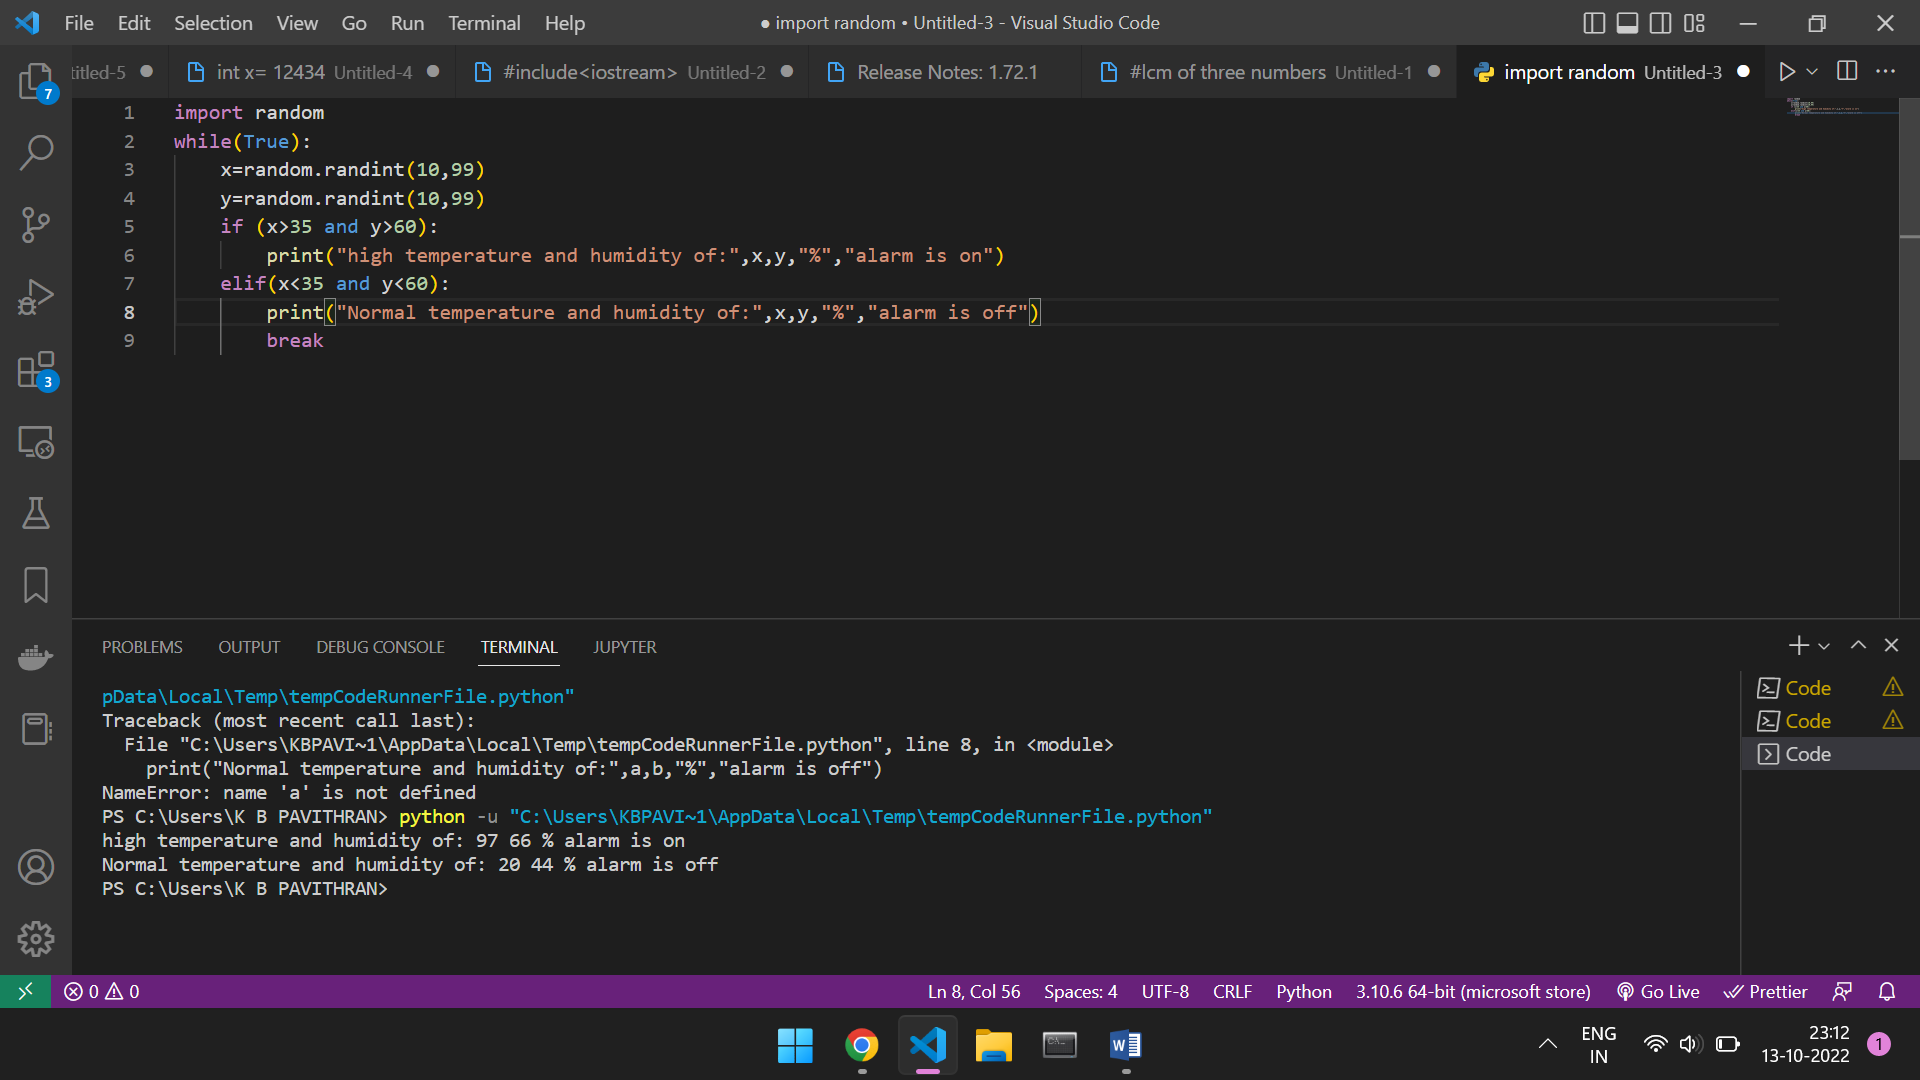 File Edit Selection View Go Run Terminal Help
● import random • Untitled-3 - Visual Studio Code
titled-5
int x= 12434 Untitled-4
#include<iostream> Untitled-2
Release Notes: 1.72.1
#lcm of three numbers Untitled-1
import random Untitled-3
7
3
1 import random
2 while(True):
3 x=random.randint(10,99)
4 y=random.randint(10,99)
5 if (x>35 and y>60):
6 print("high temperature and humidity of:",x,y,"%","alarm is on")
7 elif(x<35 and y<60):
8 print("Normal temperature and humidity of:",x,y,"%","alarm is off")
9 break
PROBLEMS OUTPUT DEBUG CONSOLE TERMINAL JUPYTER
pData\Local\Temp\tempCodeRunnerFile.python"
Traceback (most recent call last):
File "C:\Users\KBPAVI~1\AppData\Local\Temp\tempCodeRunnerFile.python", line 8, in <module>
print("Normal temperature and humidity of:",a,b,"%","alarm is off")
NameError: name 'a' is not defined
PS C:\Users\K B PAVITHRAN> python -u "C:\Users\KBPAVI~1\AppData\Local\Temp\tempCodeRunnerFile.python"
high temperature and humidity of: 97 66 % alarm is on
Normal temperature and humidity of: 20 44 % alarm is off
PS C:\Users\K B PAVITHRAN>
Code
Code
Code
0 0
Ln 8, Col 56 Spaces: 4 UTF-8 CRLF Python 3.10.6 64-bit (microsoft store) Go Live Prettier
ENG
IN
23:12
13-10-2022
1